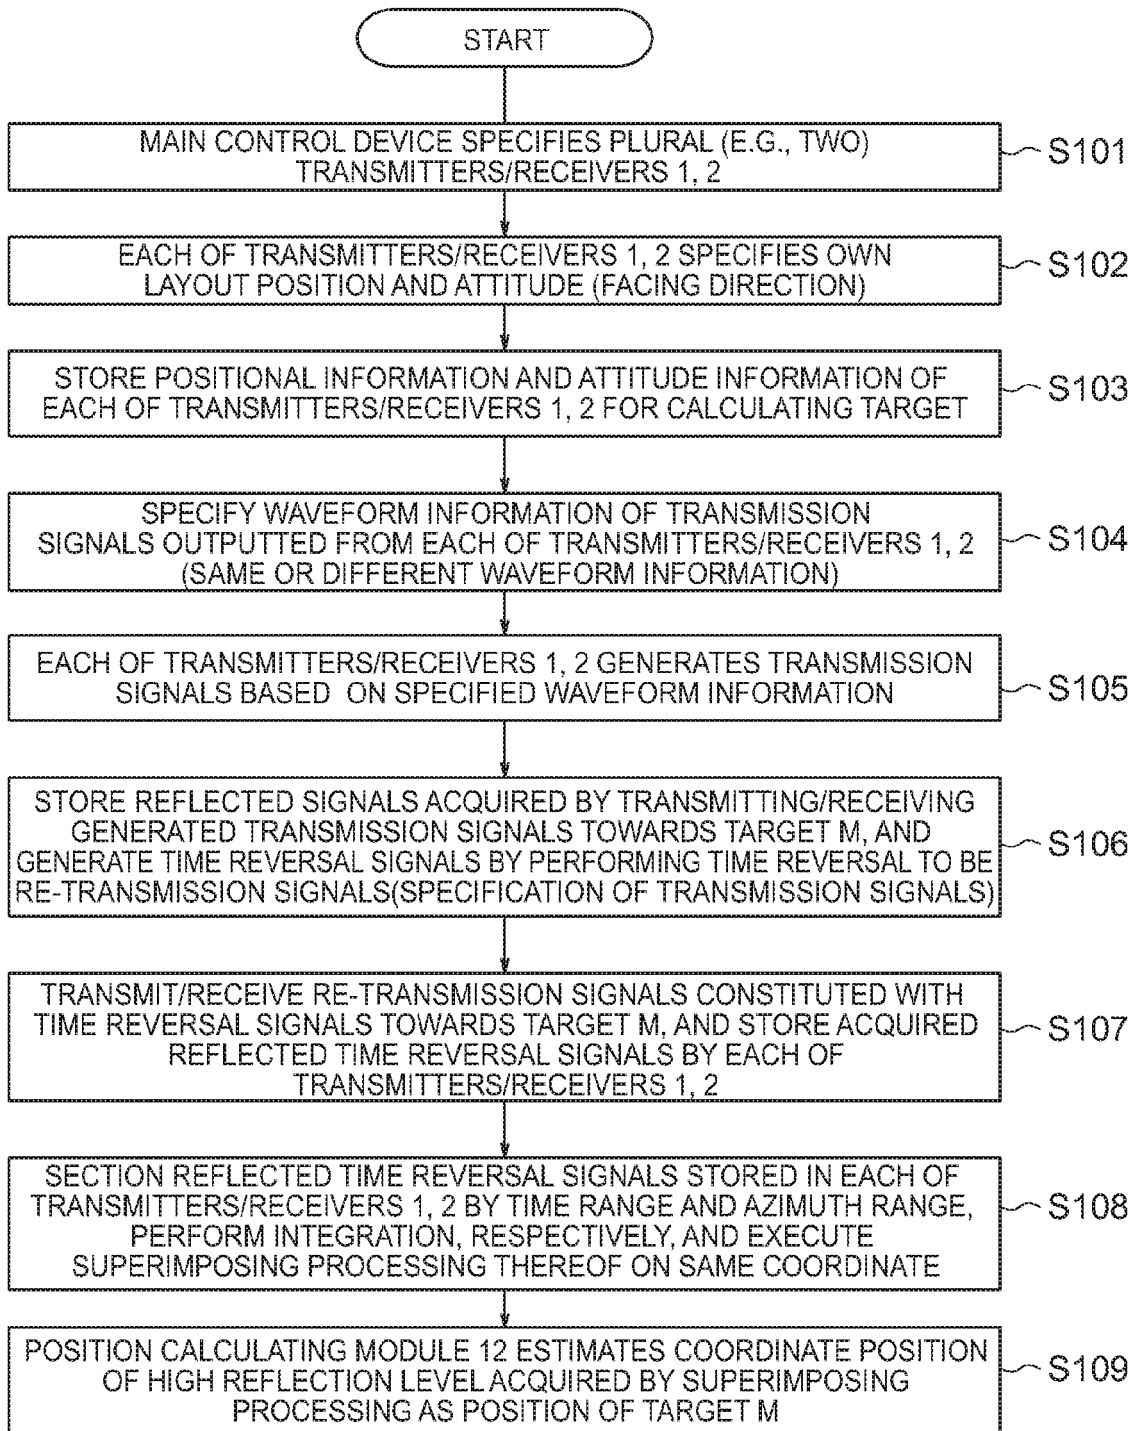 START
MAIN CONTROL DEVICE SPECIFIES PLURAL (E.G., TWO)
TRANSMITTERS/RECEIVERS 1, 2
S101
EACH OF TRANSMITTERS/RECEIVERS 1, 2 SPECIFIES OWN
LAYOUT POSITION AND ATTITUDE (FACING DIRECTION)
S102
STORE POSITIONAL INFORMATION AND ATTITUDE INFORMATION OF
EACH OF TRANSMITTERS/RECEIVERS 1, 2 FOR CALCULATING TARGET
S103
SPECIFY WAVEFORM INFORMATION OF TRANSMISSION
SIGNALS OUTPUTTED FROM EACH OF TRANSMITTERS/RECEIVERS 1, 2
(SAME OR DIFFERENT WAVEFORM INFORMATION)
S104
EACH OF TRANSMITTERS/RECEIVERS 1, 2 GENERATES TRANSMISSION
SIGNALS BASED ON SPECIFIED WAVEFORM INFORMATION
S105
STORE REFLECTED SIGNALS ACQUIRED BY TRANSMITTING/RECEIVING
GENERATED TRANSMISSION SIGNALS TOWARDS TARGET M, AND
GENERATE TIME REVERSAL SIGNALS BY PERFORMING TIME REVERSAL TO BE
RE-TRANSMISSION SIGNALS(SPECIFICATION OF TRANSMISSION SIGNALS)
S106
TRANSMIT/RECEIVE RE-TRANSMISSION SIGNALS CONSTITUTED WITH
TIME REVERSAL SIGNALS TOWARDS TARGET M, AND STORE ACQUIRED
REFLECTED TIME REVERSAL SIGNALS BY EACH OF
TRANSMITTERS/RECEIVERS 1, 2
S107
SECTION REFLECTED TIME REVERSAL SIGNALS STORED IN EACH OF
TRANSMITTERS/RECEIVERS 1, 2 BY TIME RANGE AND AZIMUTH RANGE,
PERFORM INTEGRATION, RESPECTIVELY, AND EXECUTE
SUPERIMPOSING PROCESSING THEREOF ON SAME COORDINATE
S108
POSITION CALCULATING MODULE 12 ESTIMATES COORDINATE POSITION
OF HIGH REFLECTION LEVEL ACQUIRED BY SUPERIMPOSING
PROCESSING AS POSITION OF TARGET M
S109